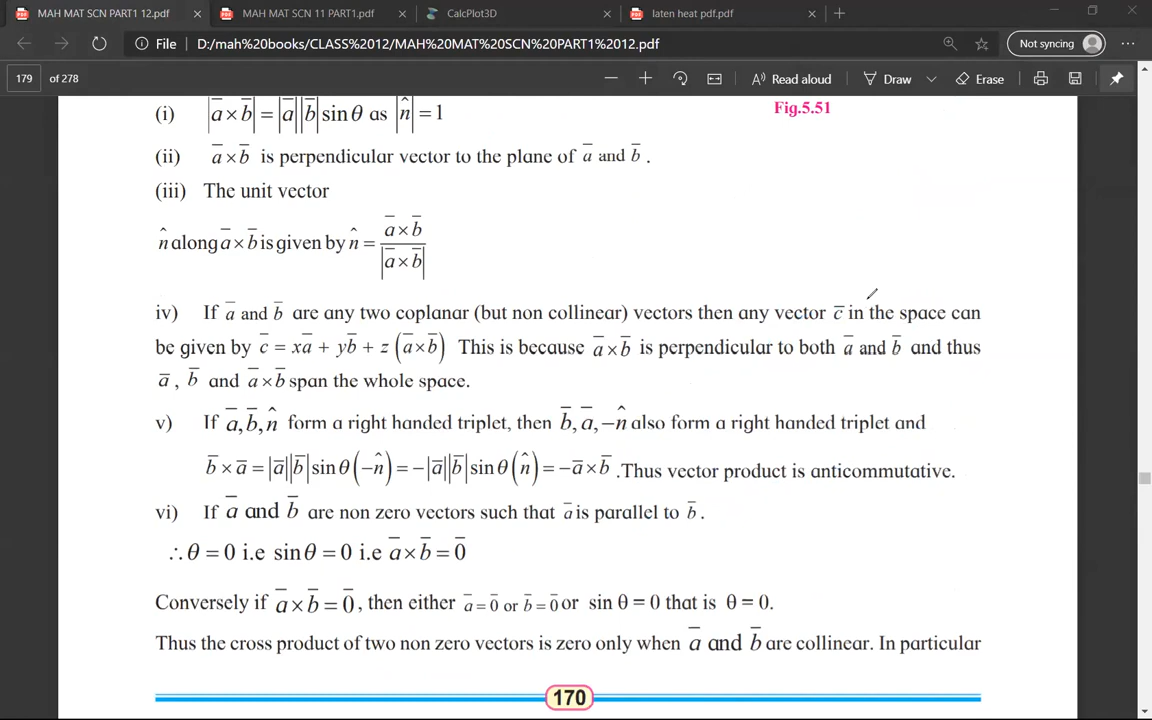 MAH MAT SCN PART1 12.pdf
MAH MAT SCN 11 PART1.pdf
CalcPlot3D
laten heat pdf.pdf
File
D:/mah%20books/CLASS%2012/MAH%20MAT%20SCN%20PART1%2012.pdf
Not syncing
179 of 278
Read aloud
Draw
Erase
(i) |a̅ × b̅| = |a̅||b̅| sin θ as |n̂| = 1
Fig.5.51
(ii) a̅ × b̅ is perpendicular vector to the plane of a̅ and b̅ .
(iii) The unit vector
n̂ along a̅ × b̅ is given by n̂ = (a̅ × b̅) / |a̅ × b̅|
iv) If a̅ and b̅ are any two coplanar (but non collinear) vectors then any vector c̅ in the space can
be given by c̅ = xa̅ + yb̅ + z (a̅ × b̅) This is because a̅ × b̅ is perpendicular to both a̅ and b̅ and thus
a̅ , b̅ and a̅ × b̅ span the whole space.
v) If a̅, b̅, n̂ form a right handed triplet, then b̅, a̅, −n̂ also form a right handed triplet and
b̅ × a̅ = |a̅||b̅| sin θ (−n̂) = −|a̅||b̅| sin θ (n̂) = −a̅ × b̅ .Thus vector product is anticommutative.
vi) If a̅ and b̅ are non zero vectors such that a̅ is parallel to b̅ .
∴ θ = 0 i.e sin θ = 0 i.e a̅ × b̅ = 0̅
Conversely if a̅ × b̅ = 0̅ , then either a̅ = 0̅ or b̅ = 0̅ or sin θ = 0 that is θ = 0.
Thus the cross product of two non zero vectors is zero only when a̅ and b̅ are collinear. In particular
170